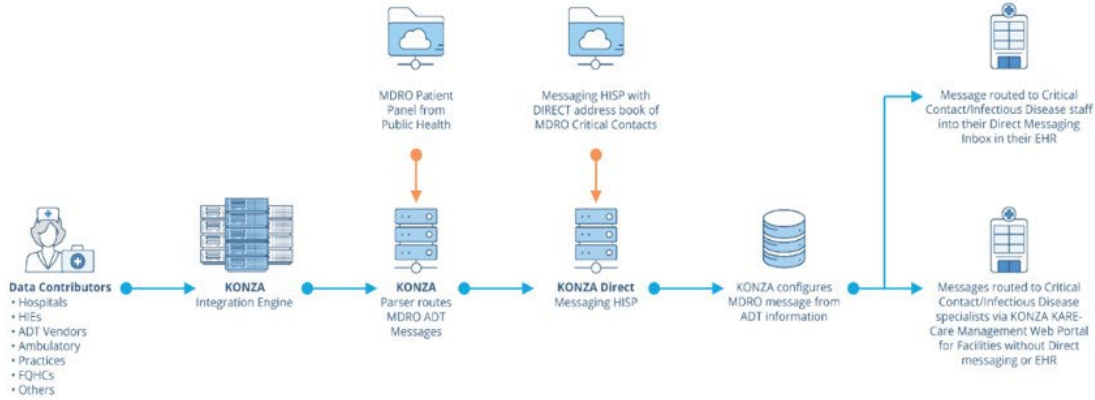 MDRO Patient
Panel from
Public Health
Messaging HISP with
DIRECT address book of
MDRO Critical Contacts
Message routed to Critical
Contact/Infectious Disease staff
into their Direct Messaging
Inbox in their EHR
Data Contributors
• Hospitals
• HIEs
• ADT Vendors
• Ambulatory
• Practices
• FQHCs
• Others
KONZA
Integration Engine
KONZA
Parser routes
MDRO ADT
Messages
KONZA Direct
Messaging HISP
KONZA configures
MDRO message from
ADT information
Messages routed to Critical
Contact/Infectious Disease
specialists via KONZA KARE-
Care Management Web Portal
for Facilities without Direct
messaging or EHR